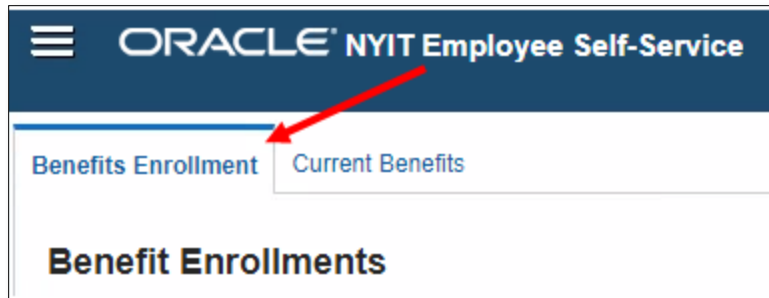 ORACLE® NYIT Employee Self-Service
Benefits Enrollment Current Benefits
Benefit Enrollments